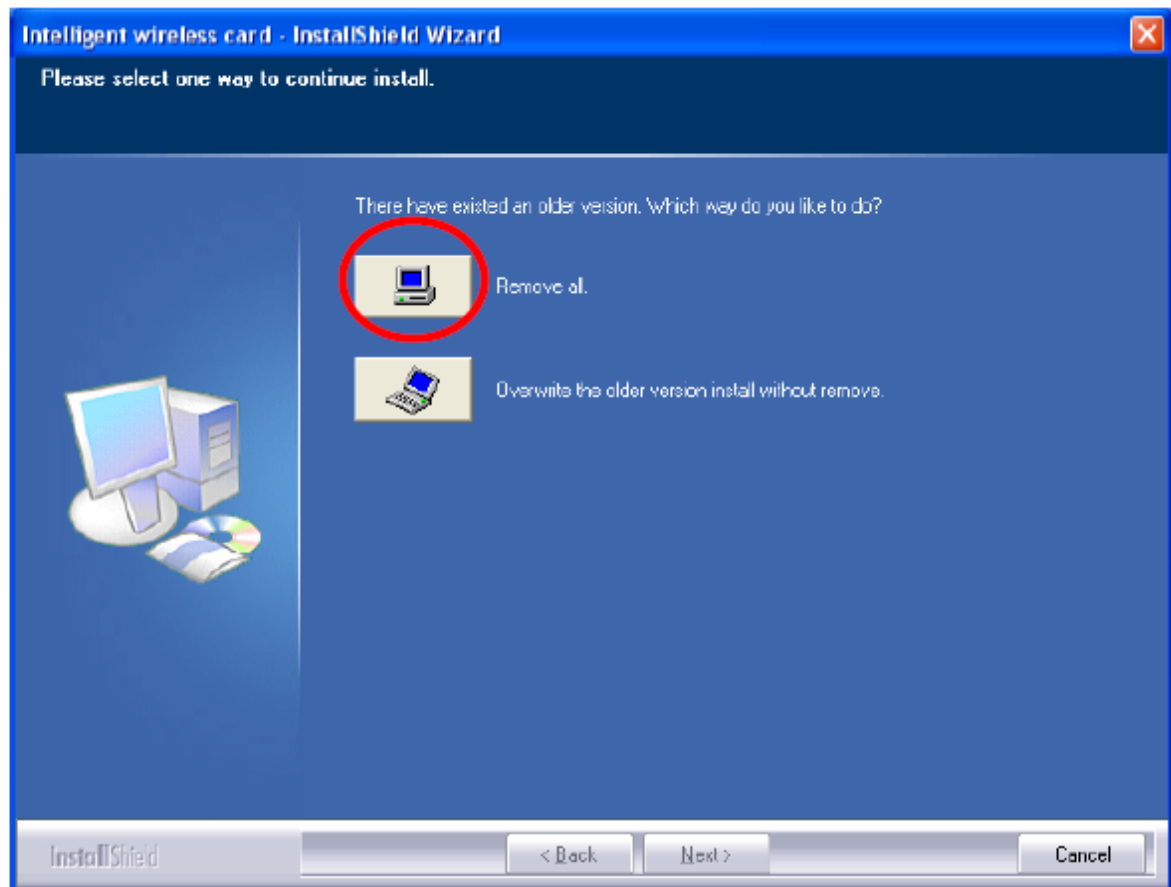 Intelligent wireless card - InstallShield Wizard
Please select one way to continue install.
There have existed an older version. Which way do you like to do?
Remove all.
Overwrite the older version install without remove.
InstallShield
< Back
Next >
Cancel